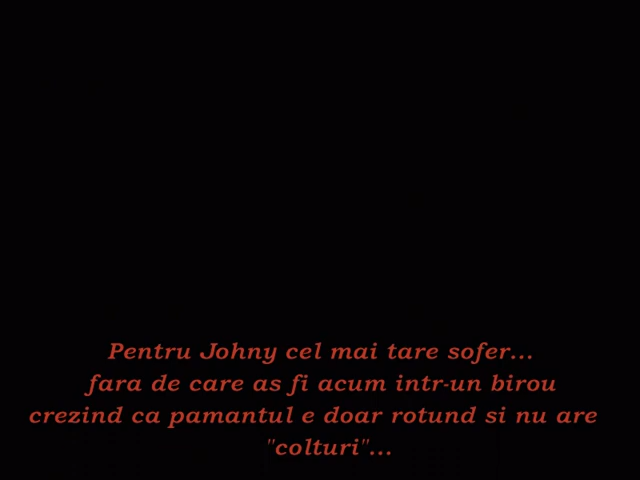 Pentru Johny cel mai tare sofer...
fara de care as fi acum intr-un birou
crezind ca pamantul e doar rotund si nu are
"colturi"...